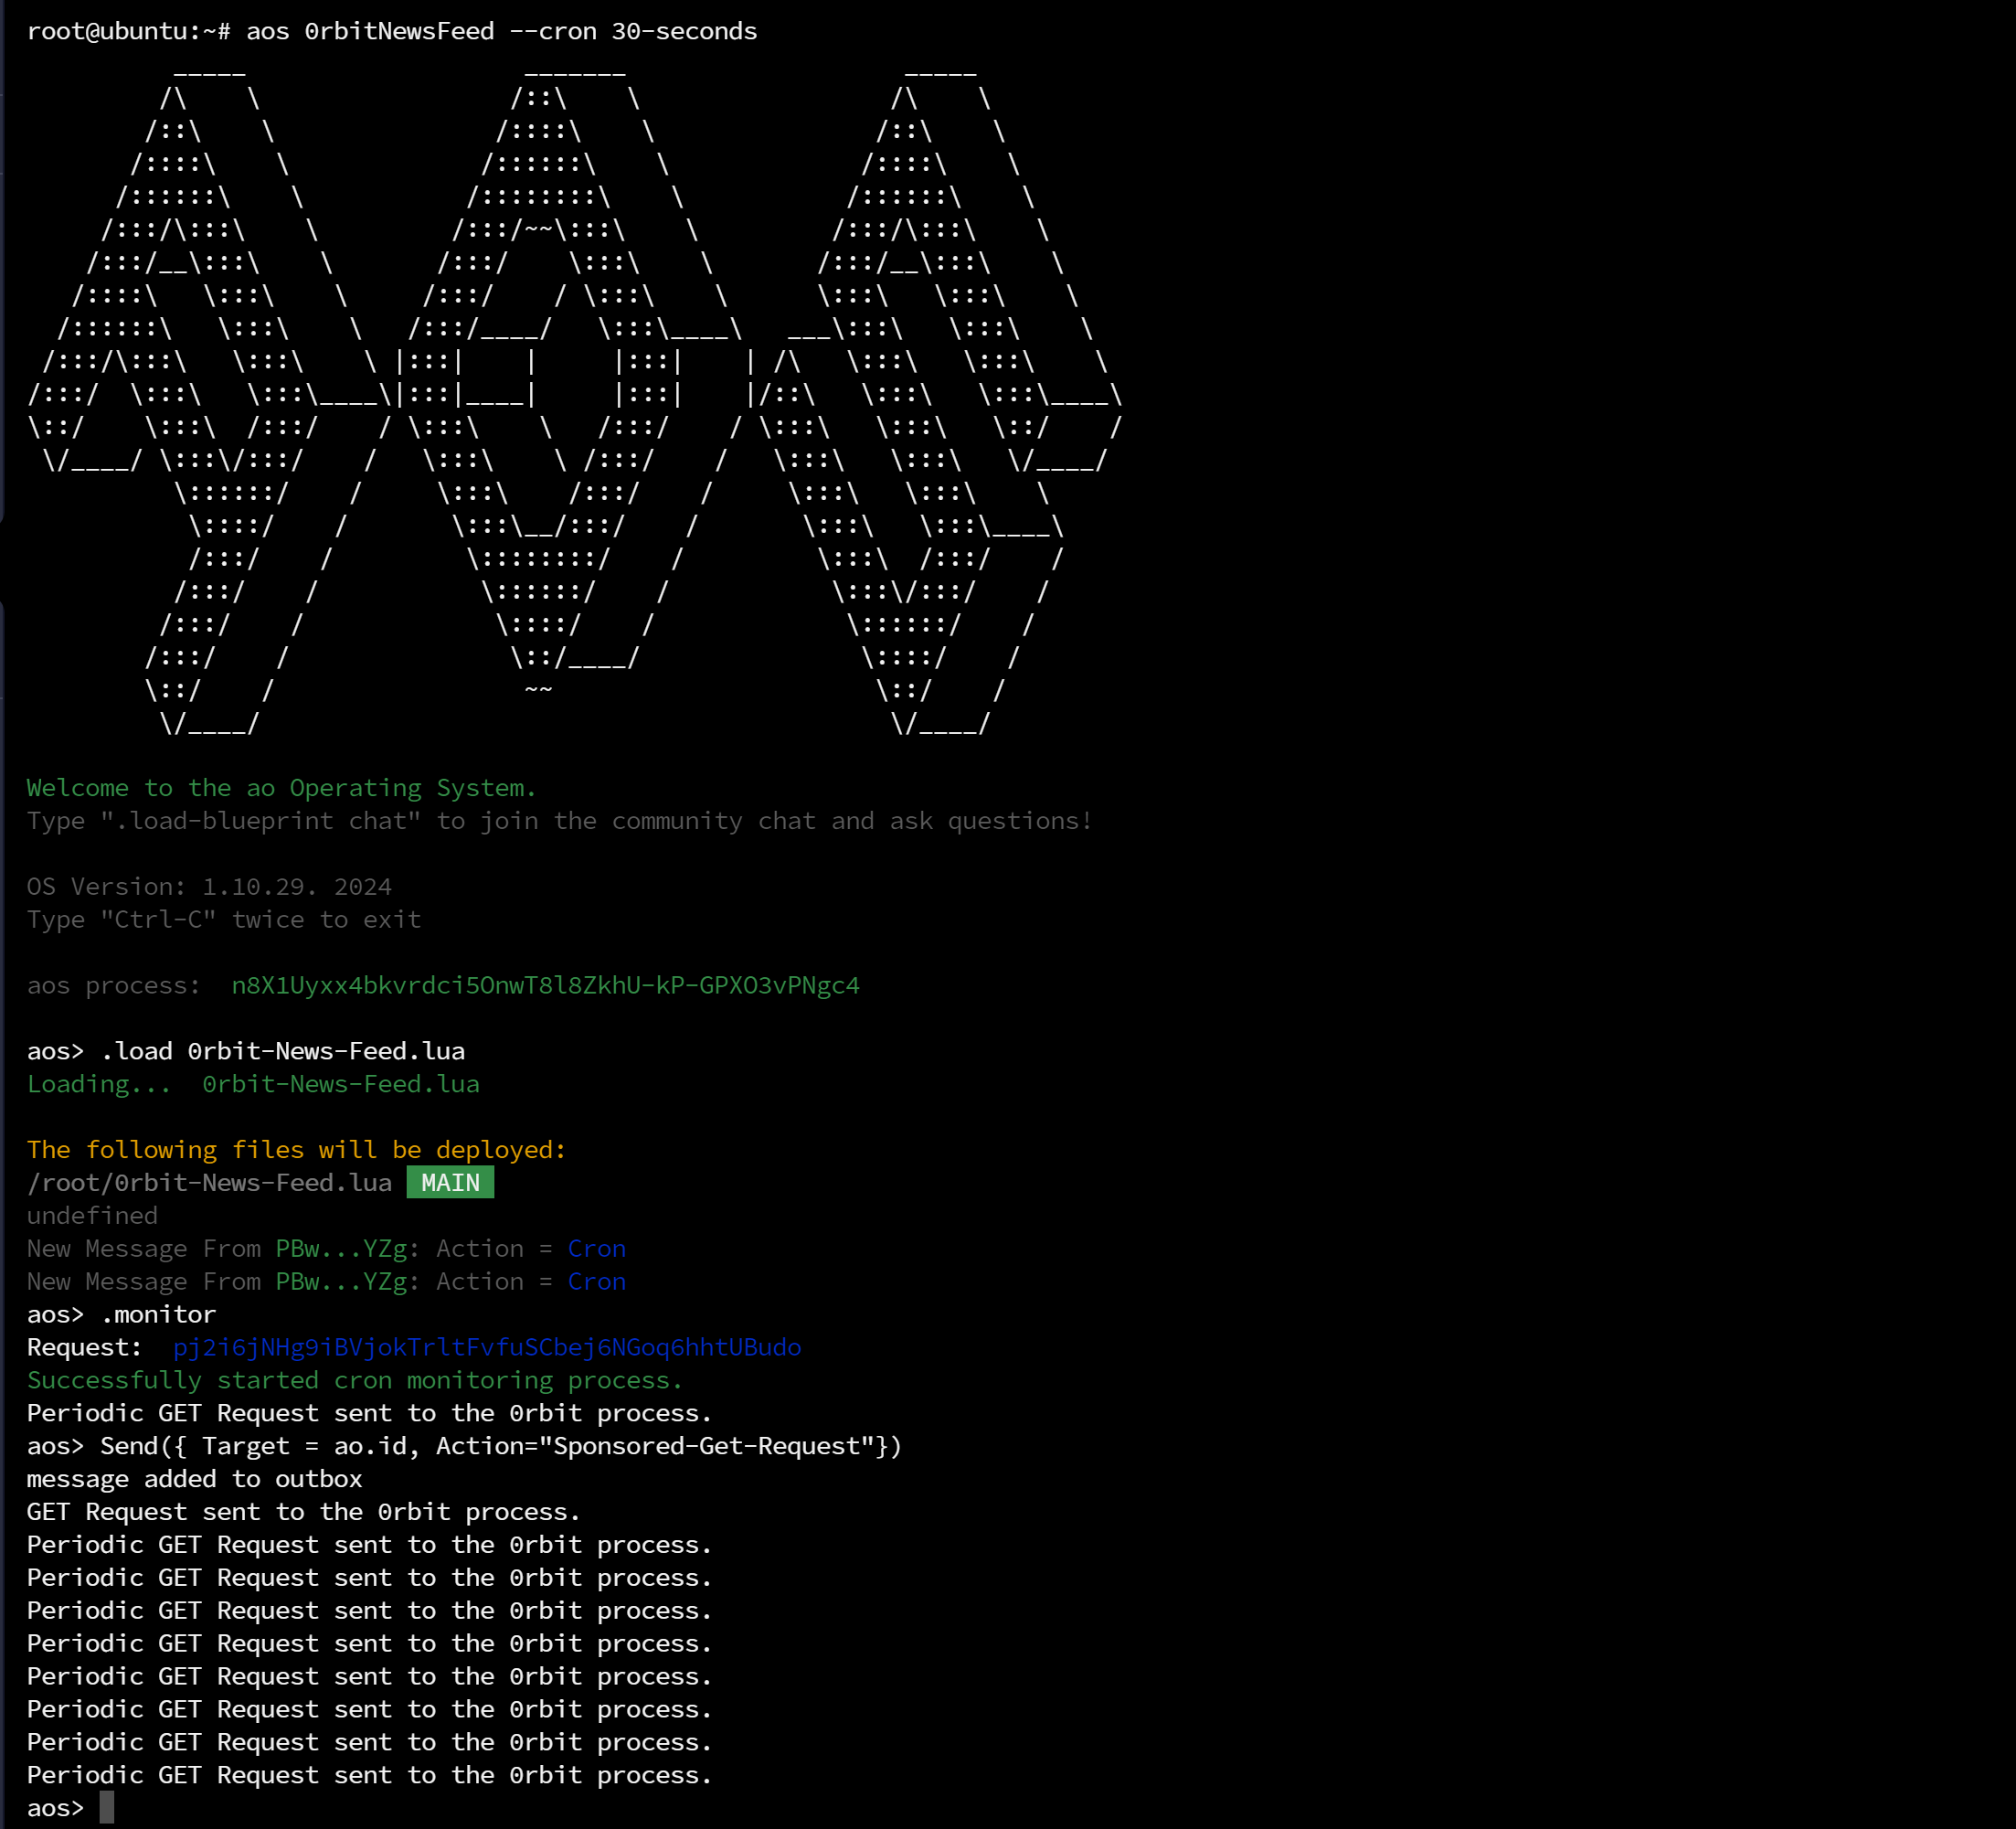 root@ubuntu:~# aos 0rbitNewsFeed --cron 30-seconds
Welcome to the ao Operating System.
Type ".load-blueprint chat" to join the community chat and ask questions!
OS Version: 1.10.29. 2024
Type "Ctrl-C" twice to exit
aos process:  n8X1Uyxx4bkvrdci5OnwT8l8ZkhU-kP-GPXO3vPNgc4
aos> .load 0rbit-News-Feed.lua
Loading...  0rbit-News-Feed.lua
The following files will be deployed:
/root/0rbit-News-Feed.lua MAIN
undefined
New Message From PBw...YZg: Action = Cron
New Message From PBw...YZg: Action = Cron
aos> .monitor
Request:  pj2i6jNHg9iBVjokTrltFvfuSCbej6NGoq6hhtUBudo
Successfully started cron monitoring process.
Periodic GET Request sent to the 0rbit process.
aos> Send({ Target = ao.id, Action="Sponsored-Get-Request"})
message added to outbox
GET Request sent to the 0rbit process.
Periodic GET Request sent to the 0rbit process.
Periodic GET Request sent to the 0rbit process.
Periodic GET Request sent to the 0rbit process.
Periodic GET Request sent to the 0rbit process.
Periodic GET Request sent to the 0rbit process.
Periodic GET Request sent to the 0rbit process.
Periodic GET Request sent to the 0rbit process.
Periodic GET Request sent to the 0rbit process.
aos>